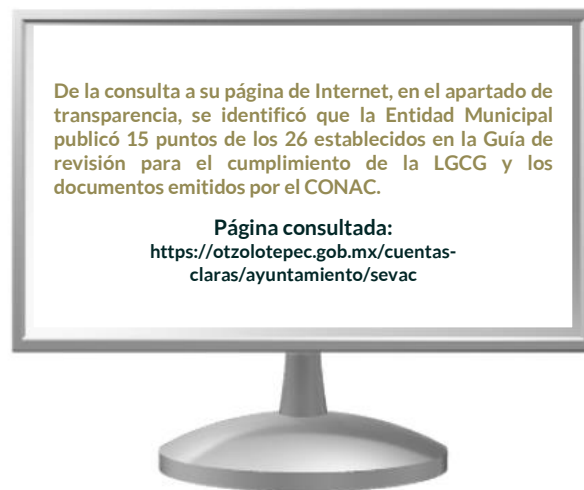 De la consulta a su página de Internet, en el apartado de
transparencia, se identificó que la Entidad Municipal
publicó 15 puntos de los 26 establecidos en la Guía de
revisión para el cumplimiento de la LGCG y los
documentos emitidos por el CONAC.
Página consultada:
https://otzolotepec.gob.mx/cuentas-
claras/ayuntamiento/sevac